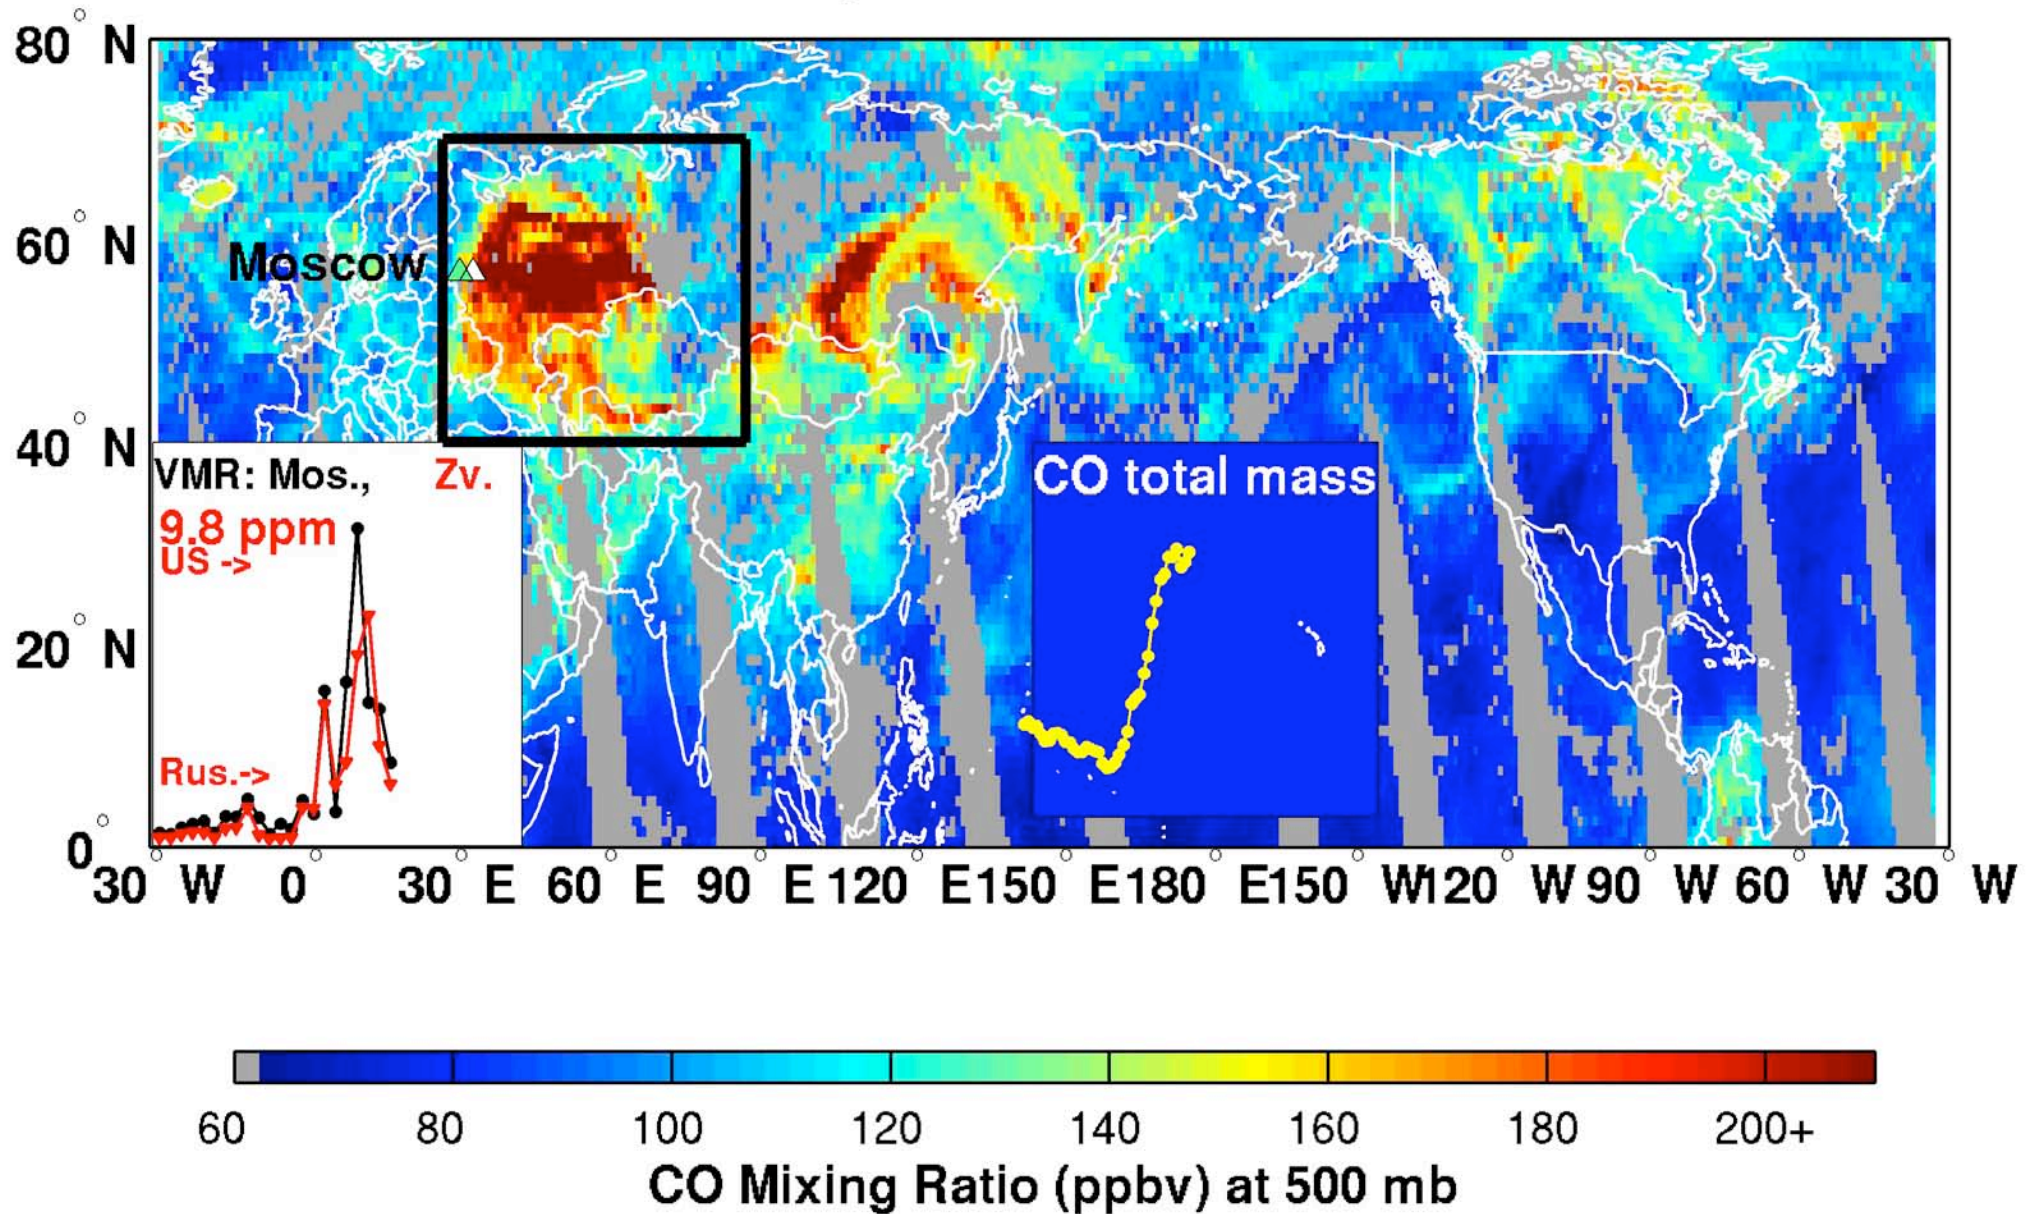 80° N
60° N
Moscow
40° N
VMR: Mos., Zv.
9.8 ppm
US ->
CO total mass
20° N
Rus.->
0°
30° W 0° 30° E 60° E 90° E 120° E 150° E 180° E 150° W 120° W 90° W 60° W 30° W
60 80 100 120 140 160 180 200+
CO Mixing Ratio (ppbv) at 500 mb